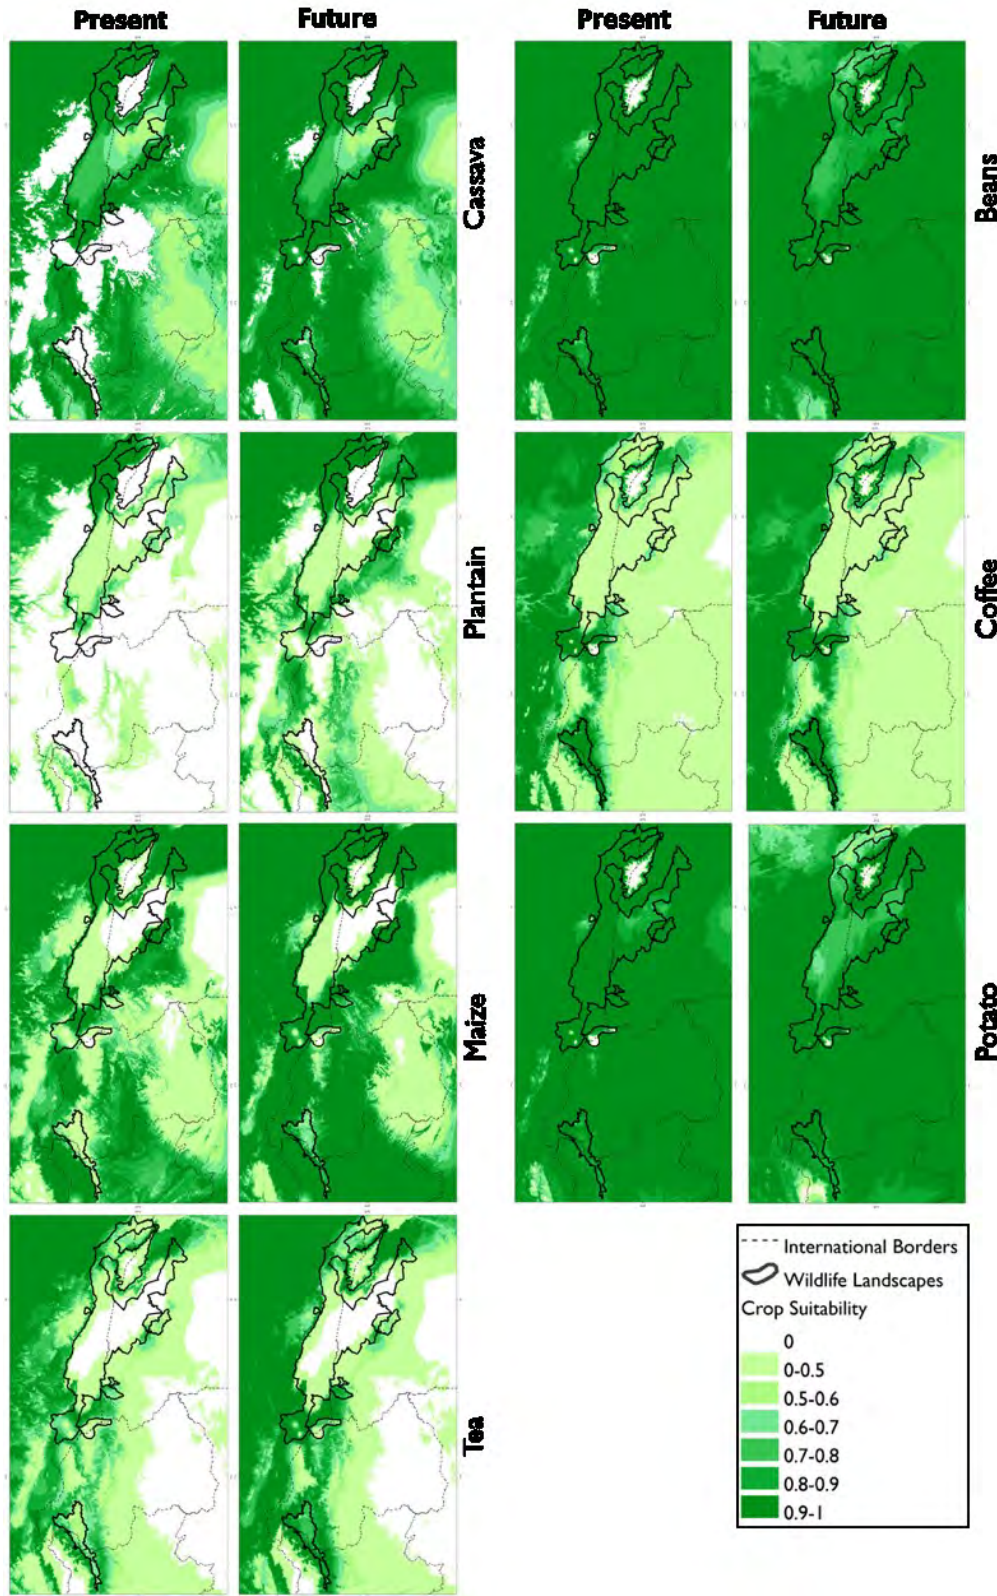 Present Future Present Future
Cassava Beans
Plantain Coffee
Maize Potato
Tea
International Borders
Wildlife Landscapes
Crop Suitability
0
0-0.5
0.5-0.6
0.6-0.7
0.7-0.8
0.8-0.9
0.9-1